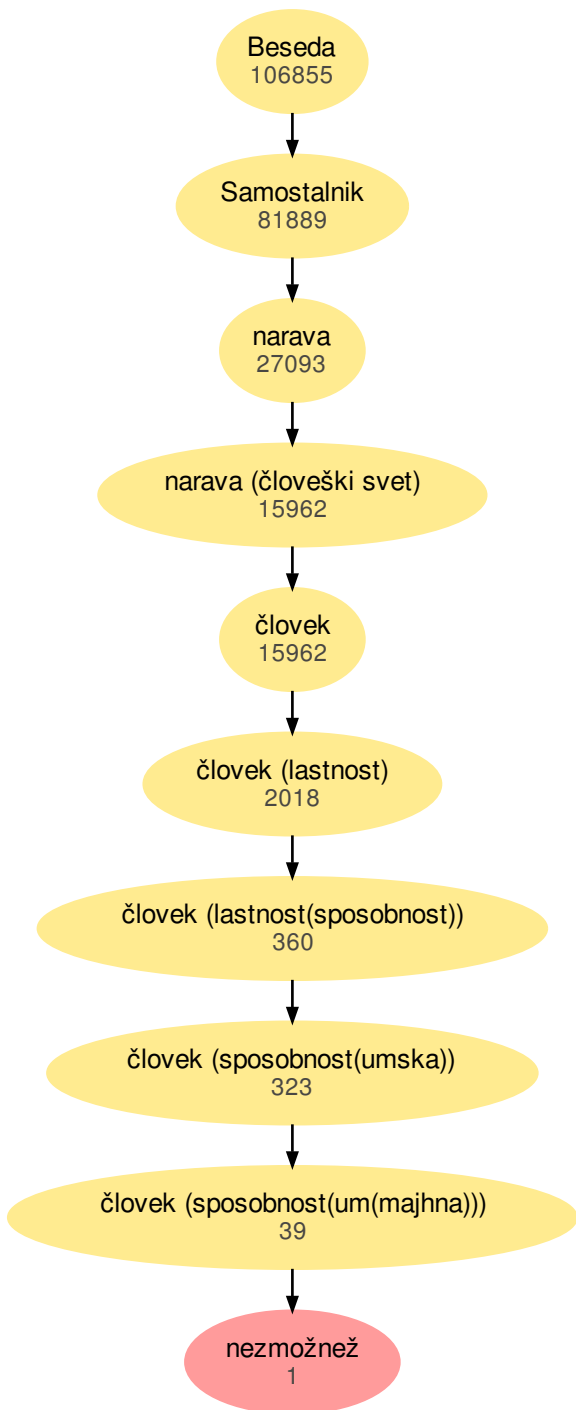 Beseda
106855
Samostalnik
81889
narava
27093
narava (človeški svet)
15962
človek
15962
človek (lastnost)
2018
človek (lastnost(sposobnost))
360
človek (sposobnost(umska))
323
človek (sposobnost(um(majhna)))
39
nezmožnež
1